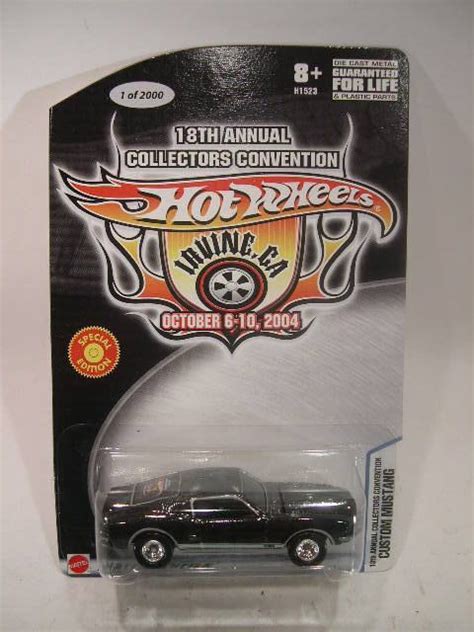 1 of 2000
8+
H1523
DIE CAST METAL
GUARANTEED
FOR LIFE
& PLASTIC PARTS
18TH ANNUAL
COLLECTORS CONVENTION
HOT WHEELS
IRVINE, CA
OCTOBER 6-10, 2004
SPECIAL
EDITION
18TH ANNUAL COLLECTORS CONVENTION
CUSTOM MUSTANG
MATTEL